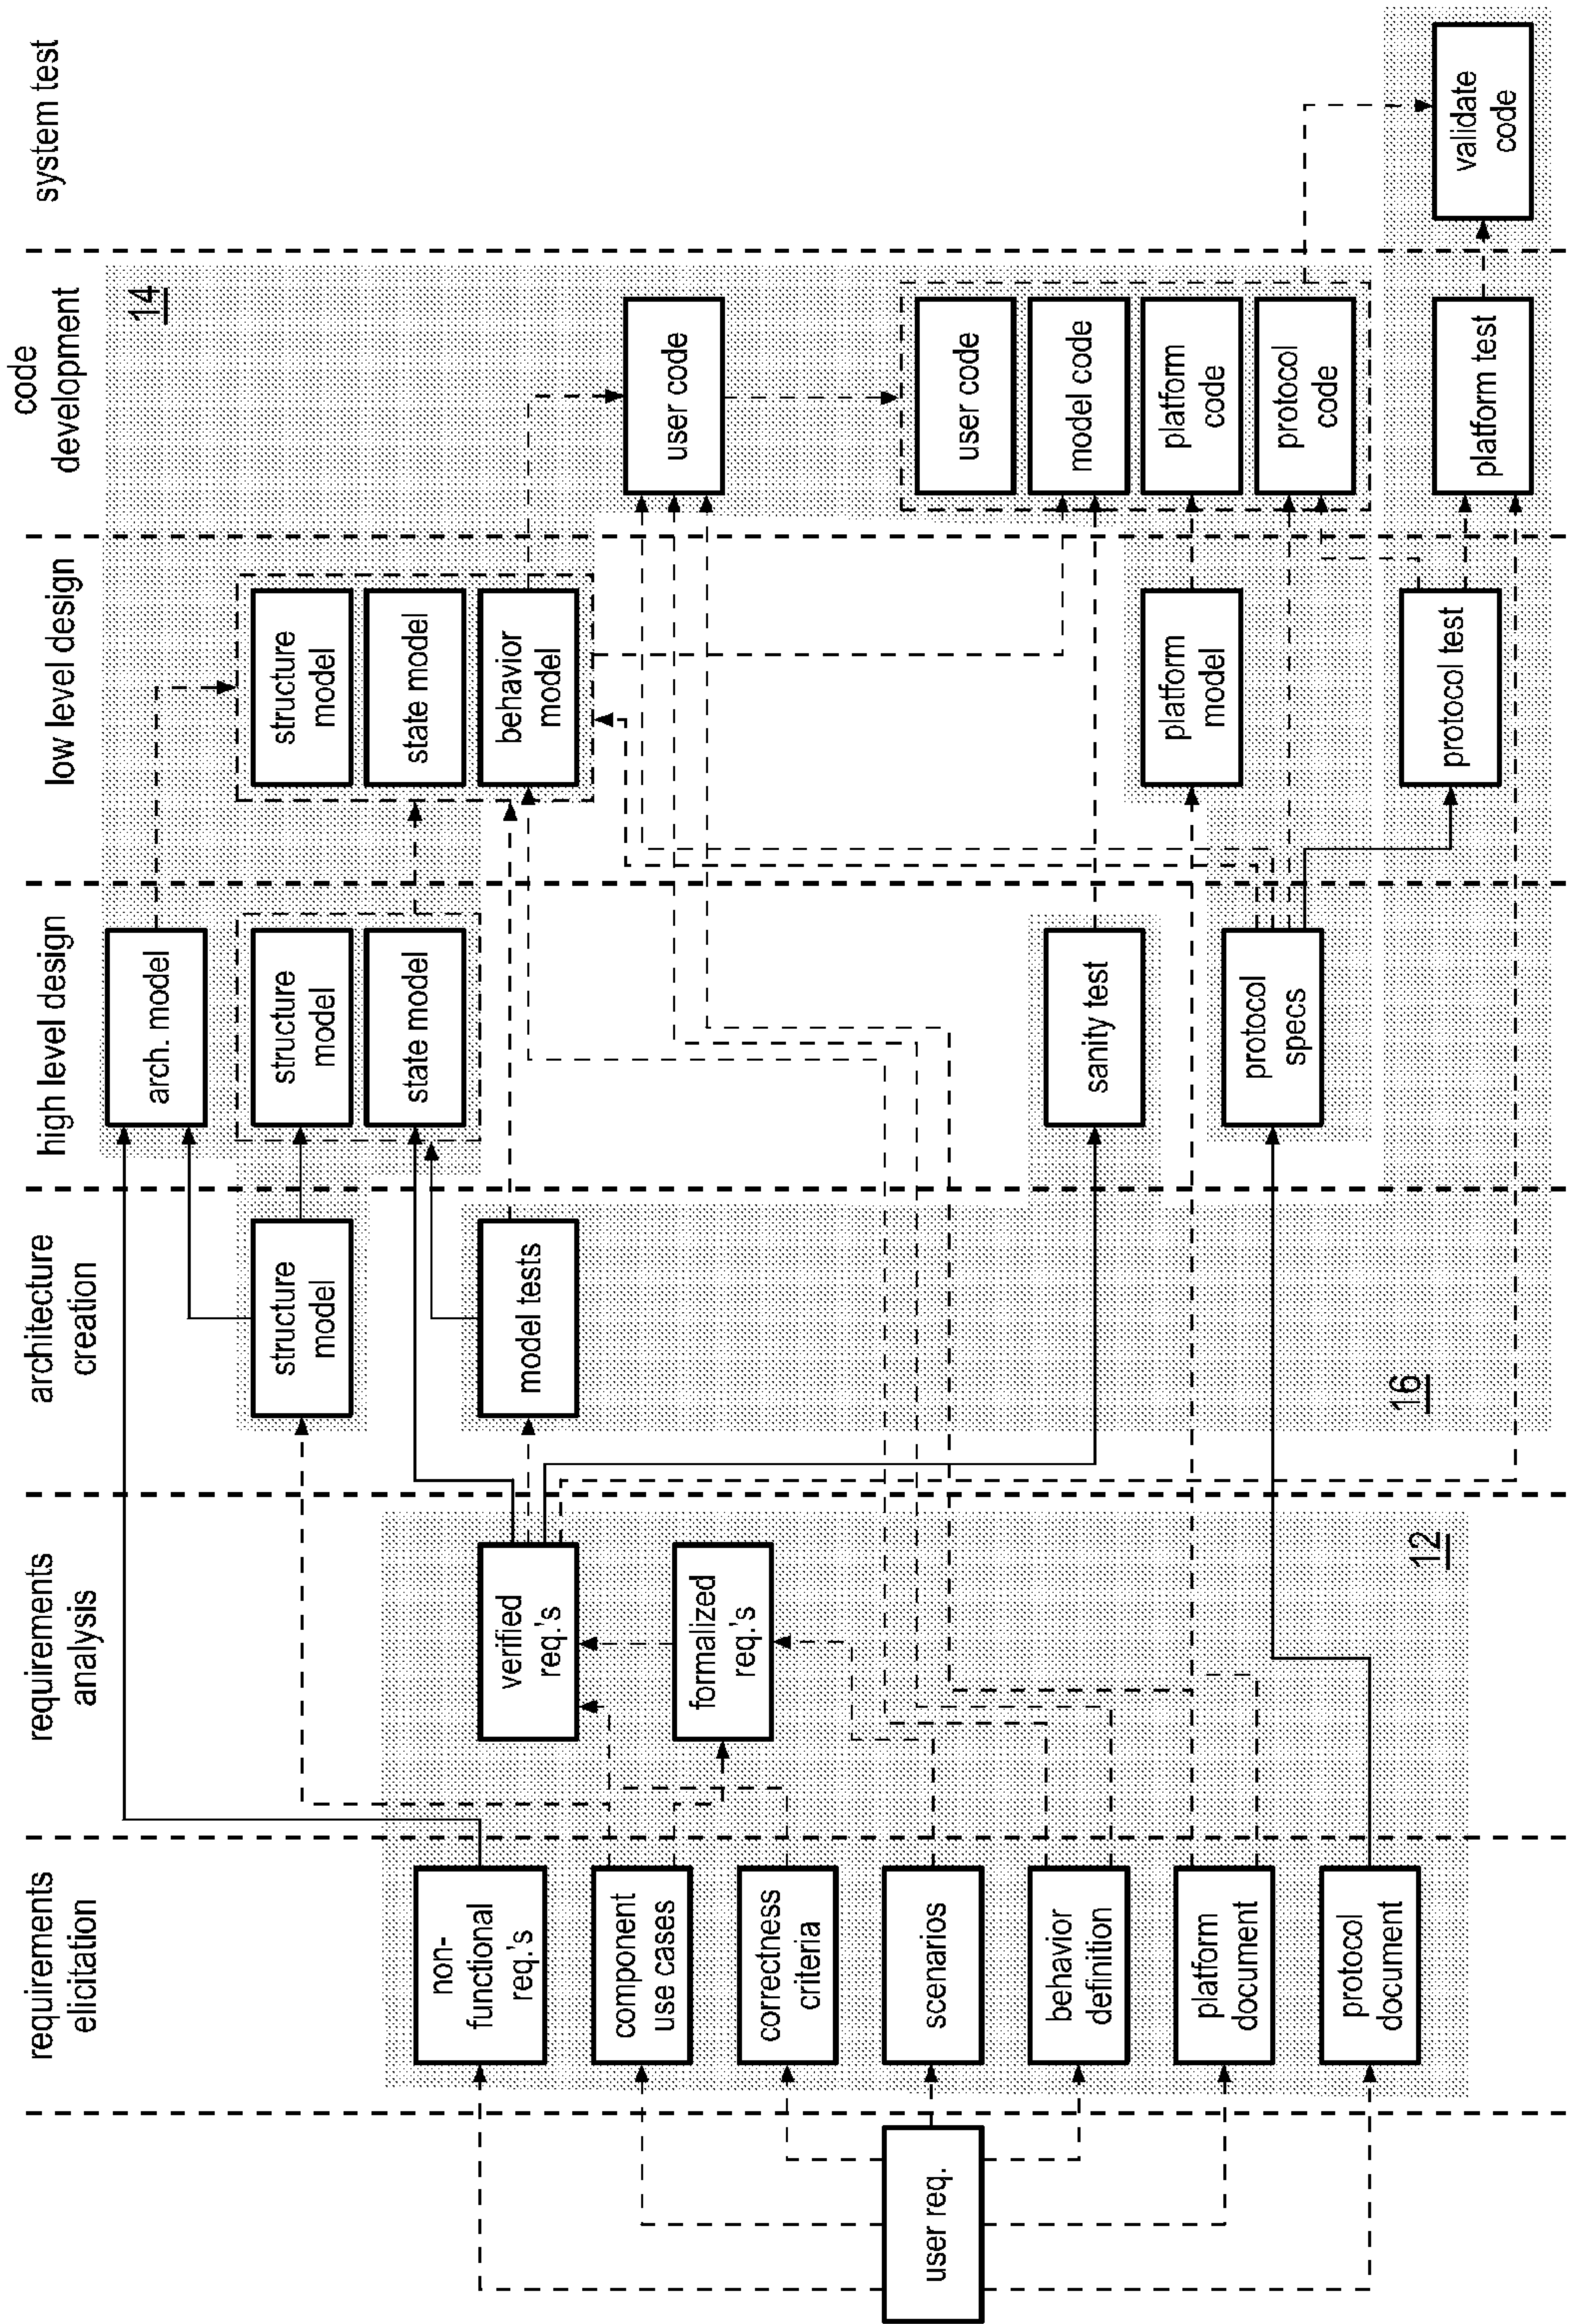 requirements
elicitation
requirements
analysis
architecture
creation
high level design
low level design
code
development
system test
user req.
non-
functional
req.'s
component
use cases
correctness
criteria
scenarios
behavior
definition
platform
document
protocol
document
verified
req.'s
formalized
req.'s
12
structure
model
model tests
16
arch. model
structure
model
state model
sanity test
protocol
specs
structure
model
state model
behavior
model
platform
model
protocol test
14
user code
user code
model code
platform
code
protocol
code
platform test
validate
code